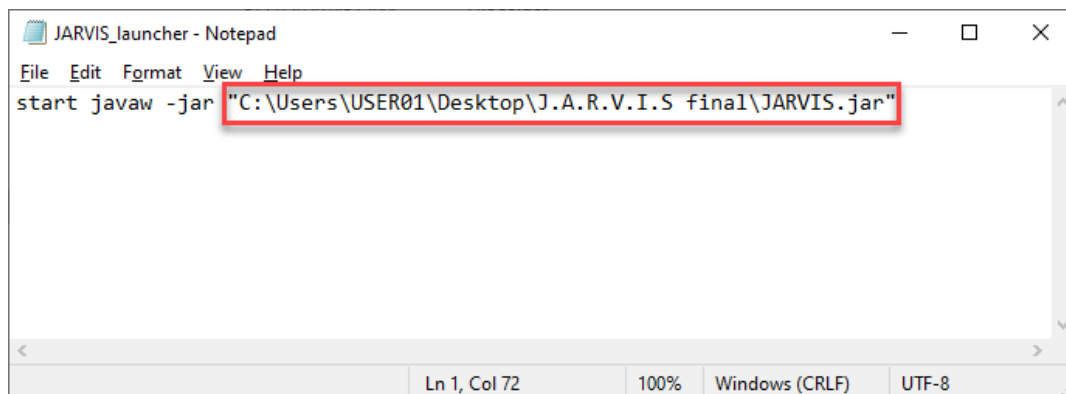 JARVIS_launcher - Notepad
File Edit Format View Help
start javaw -jar "C:\Users\USER01\Desktop\J.A.R.V.I.S final\JARVIS.jar"
Ln 1, Col 72 100% Windows (CRLF) UTF-8